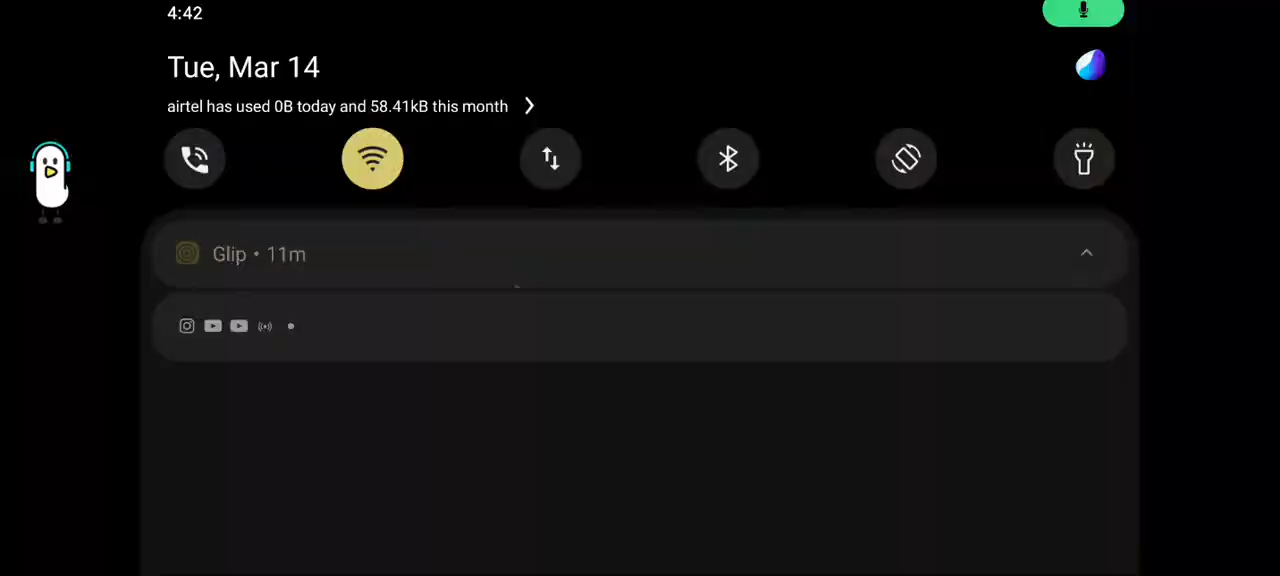 4:42
Tue, Mar 14
airtel has used 0B today and 58.41kB this month
Glip • 11m